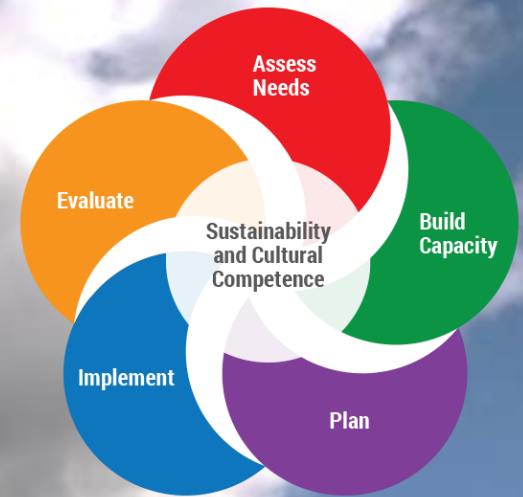 Assess
Needs
Build
Capacity
Plan
Implement
Evaluate
Sustainability
and Cultural
Competence